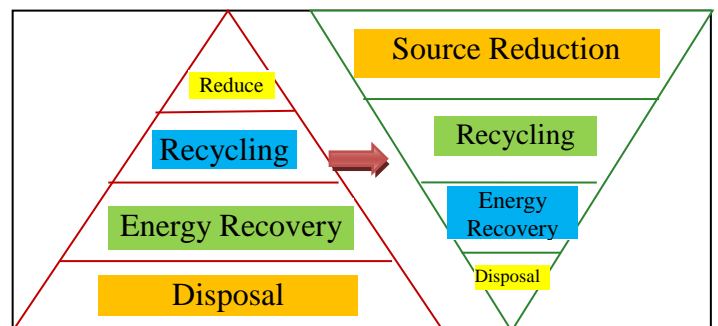 Reduce
Recycling
Energy Recovery
Disposal
Source Reduction
Recycling
Energy
Recovery
Disposal